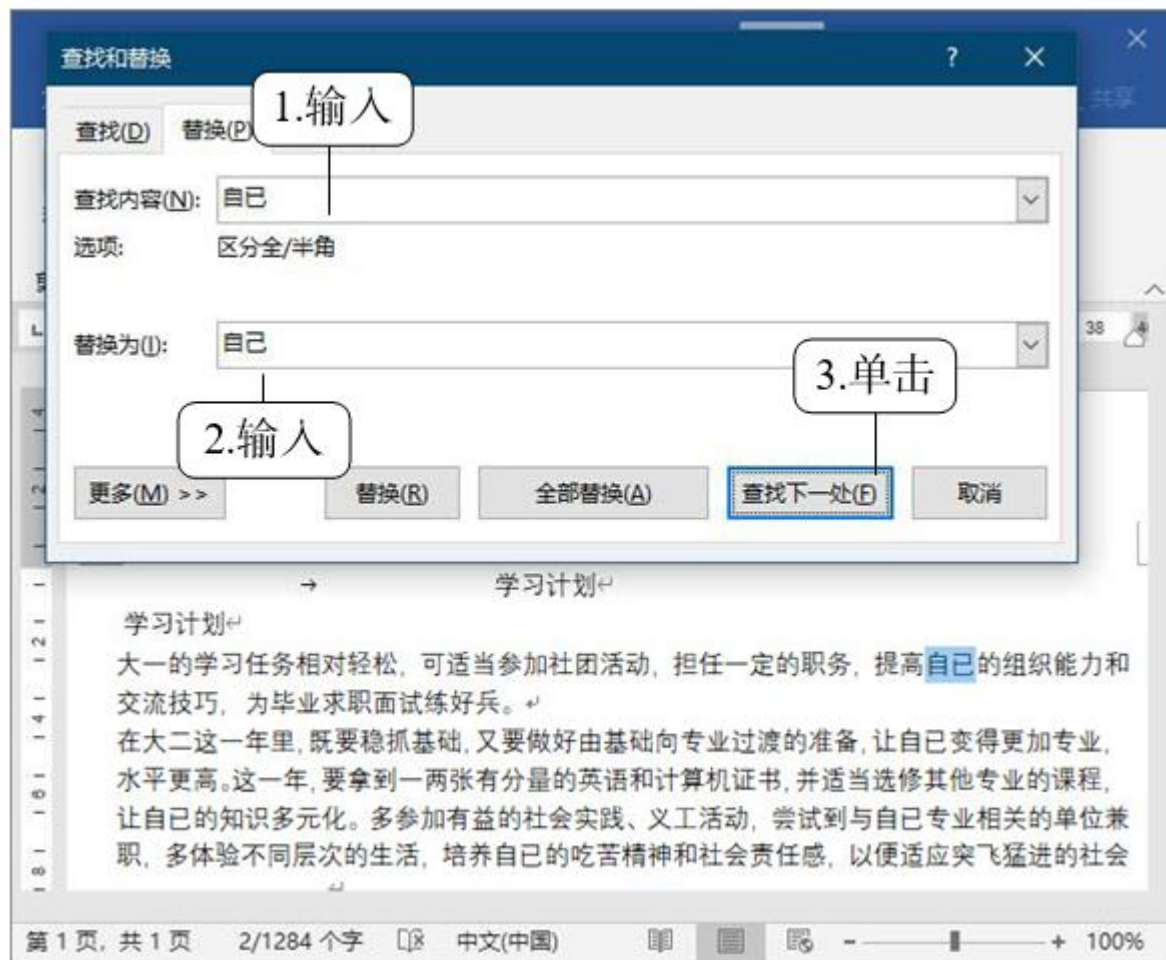 查找和替换
? ×
×
共享
1.输入
查找(D) 替换(P)
查找内容(N): 自已
选项: 区分全/半角
38
替换为(I): 自己
3.单击
2.输入
更多(M) >> 替换(R) 全部替换(A) 查找下一处(F) 取消
→ 学习计划↵
学习计划↵
大一的学习任务相对轻松，可适当参加社团活动，担任一定的职务，提高自已的组织能力和
交流技巧，为毕业求职面试练好兵。↵
在大二这一年里,既要稳抓基础,又要做好由基础向专业过渡的准备,让自已变得更加专业,
水平更高。这一年,要拿到一两张有分量的英语和计算机证书,并适当选修其他专业的课程,
让自已的知识多元化。多参加有益的社会实践、义工活动，尝试到与自已专业相关的单位兼
职，多体验不同层次的生活，培养自已的吃苦精神和社会责任感，以便适应突飞猛进的社会
第1页, 共1页 2/1284 个字 中文(中国) - + 100%